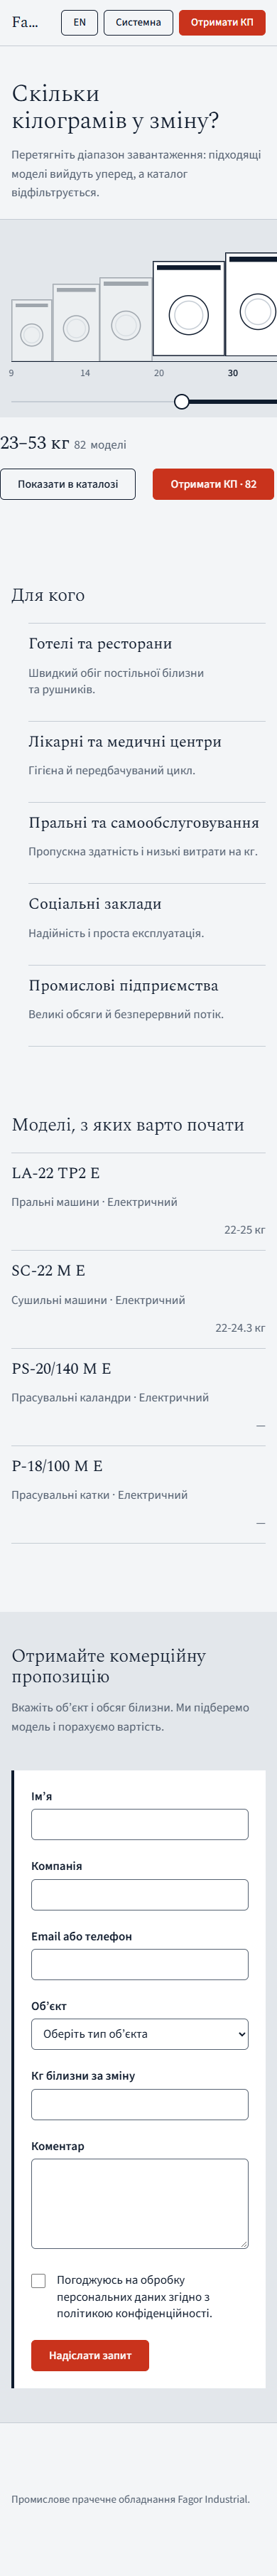 Fa...
EN
Системна
Отримати КП
Скільки
кілограмів у зміну?
Перетягніть діапазон завантаження: підходящі
моделі вийдуть уперед, а каталог
відфільтрується.
9 14 20 30
23–53 кг 82 моделі
Показати в каталозі
Отримати КП · 82
Для кого
Готелі та ресторани
Швидкий обіг постільної білизни
та рушників.
Лікарні та медичні центри
Гігієна й передбачуваний цикл.
Пральні та самообслуговування
Пропускна здатність і низькі витрати на кг.
Соціальні заклади
Надійність і проста експлуатація.
Промислові підприємства
Великі обсяги й безперервний потік.
Моделі, з яких варто почати
LA-22 TP2 E
Пральні машини · Електричний
22-25 кг
SC-22 M E
Сушильні машини · Електричний
22-24.3 кг
PS-20/140 M E
Прасувальні каландри · Електричний
—
P-18/100 M E
Прасувальні катки · Електричний
—
Отримайте комерційну
пропозицію
Вкажіть об’єкт і обсяг білизни. Ми підберемо
модель і порахуємо вартість.
Ім’я
Компанія
Email або телефон
Об’єкт
Оберіть тип об’єкта
Кг білизни за зміну
Коментар
Погоджуюсь на обробку
персональних даних згідно з
політикою конфіденційності.
Надіслати запит
Промислове прачечне обладнання Fagor Industrial.